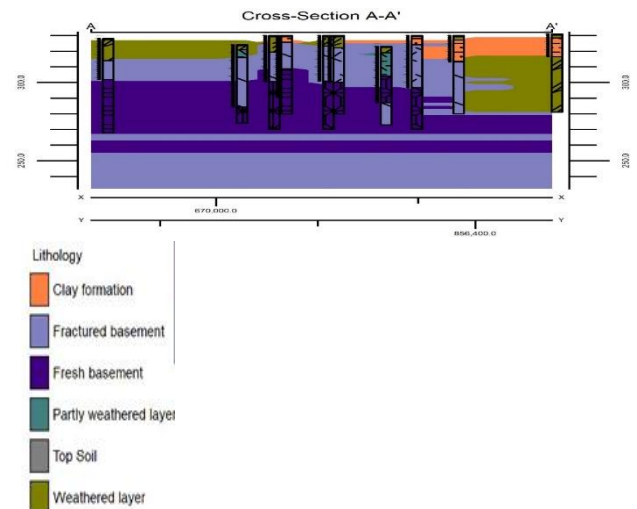 Cross-Section A-A'
A A'
300.0 300.0
250.0 250.0
X X
670,000.0
Y Y
656,400.0
Lithology
Clay formation
Fractured basement
Fresh basement
Partly weathered layer
Top Soil
Weathered layer